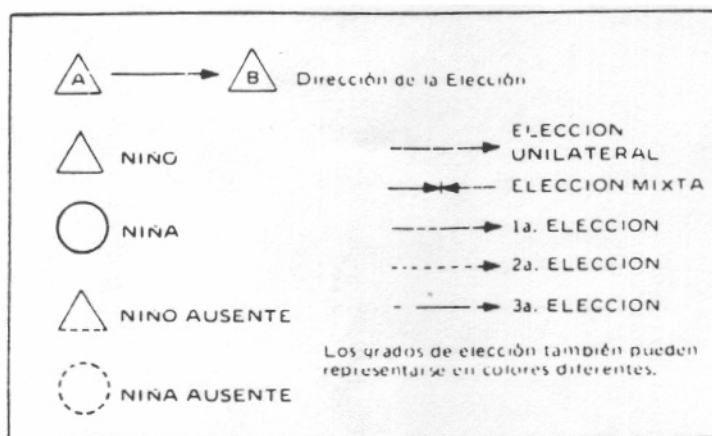 A B Dirección de la Elección
NIÑO
NIÑA
NIÑO AUSENTE
NIÑA AUSENTE
ELECCION
UNILATERAL
ELECCION MIXTA
1a. ELECCION
2a. ELECCION
3a. ELECCION
Los grados de elección también pueden
representarse en colores diferentes.